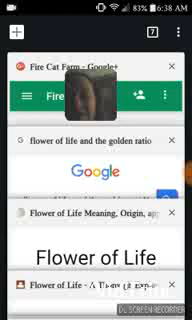 83% 6:38 AM
7
Fire Cat Farm - Google+
Fire
flower of life and the golden ratio
Google
Flower of Life Meaning, Origin, ap
Flower of Life
Flower of Life - A
DU SCREEN RECORDER